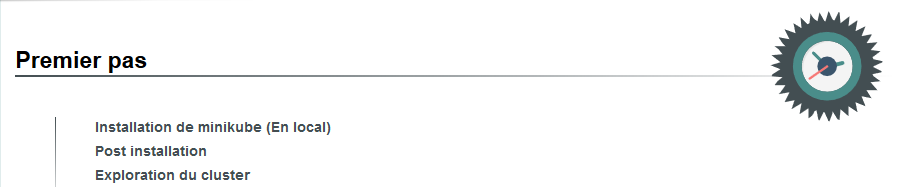 Premier pas
Installation de minikube (En local)
Post installation
Exploration du cluster